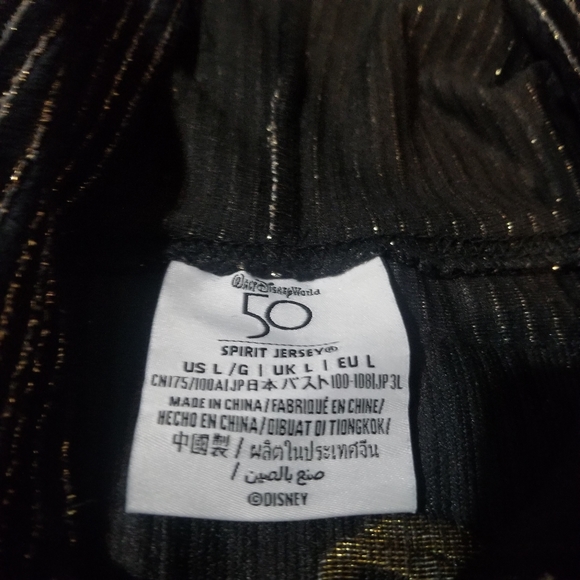 Walt Disney World
50
SPIRIT JERSEY®
US L/G | UK L | EU L
CN175/100A|JP日本 バスト100-108|JP3L
MADE IN CHINA/FABRIQUÉ EN CHINE/
HECHO EN CHINA/DIBUAT DI TIONGKOK/
中國製/ผลิตในประเทศจีน
/ صنع بالصين
©DISNEY